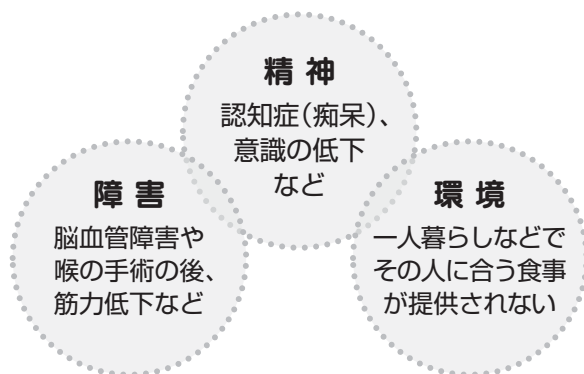 精神
認知症(痴呆)、
意識の低下
など
障害
脳血管障害や
喉の手術の後、
筋力低下など
環境
一人暮らしなどで
その人に合う食事
が提供されない